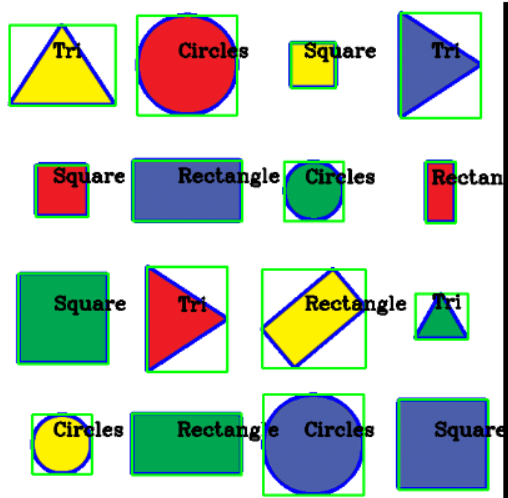 Tri Circles Square Tri
Square Rectangle Circles Rectan
Square Tri Rectangle Tri
Circles Rectangle Circles Square